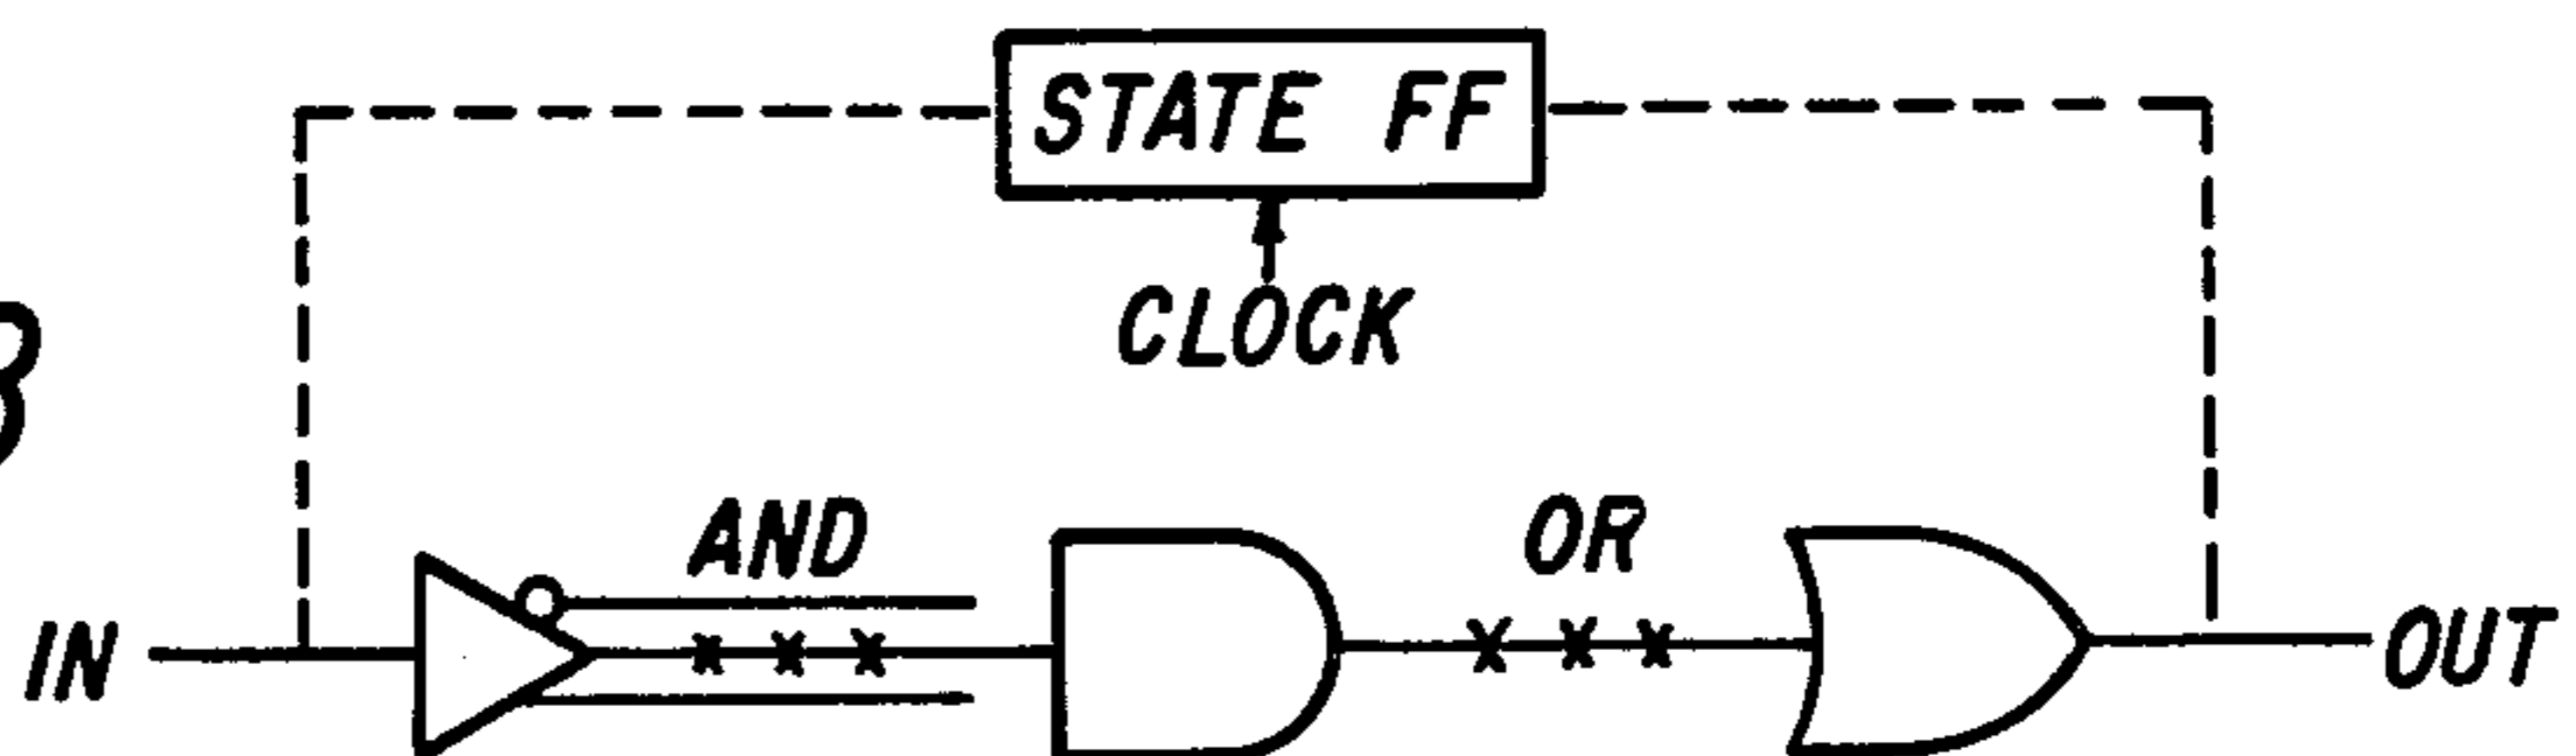 STATE FF
CLOCK
AND
OR
IN
OUT